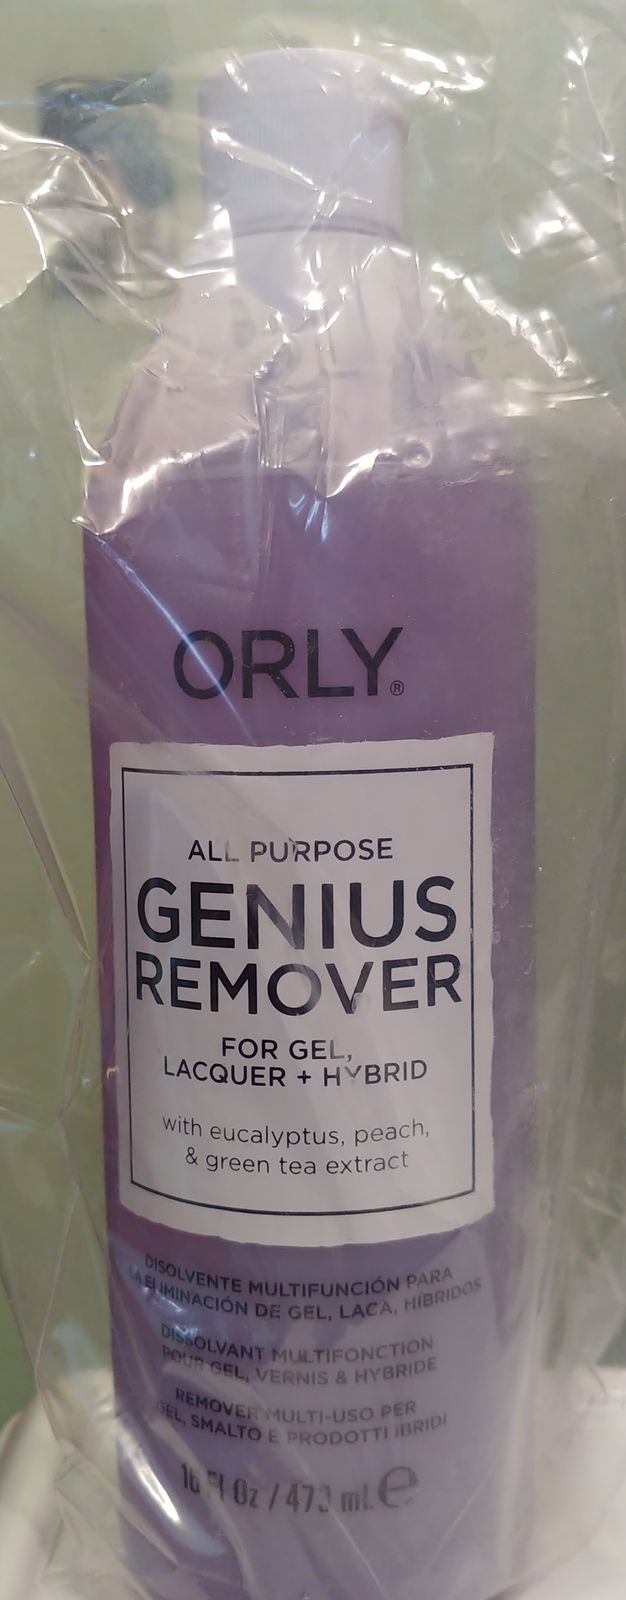 ORLY®
ALL PURPOSE
GENIUS
REMOVER
FOR GEL,
LACQUER + HYBRID
with eucalyptus, peach,
& green tea extract
DISOLVENTE MULTIFUNCIÓN PARA
LA ELIMINACIÓN DE GEL, LACA, HÍBRIDOS
DISSOLVANT MULTIFONCTION
POUR GEL, VERNIS & HYBRIDE
REMOVER MULTI-USO PER
GEL, SMALTO E PRODOTTI IBRIDI
16 Fl Oz / 473 ml. ℮